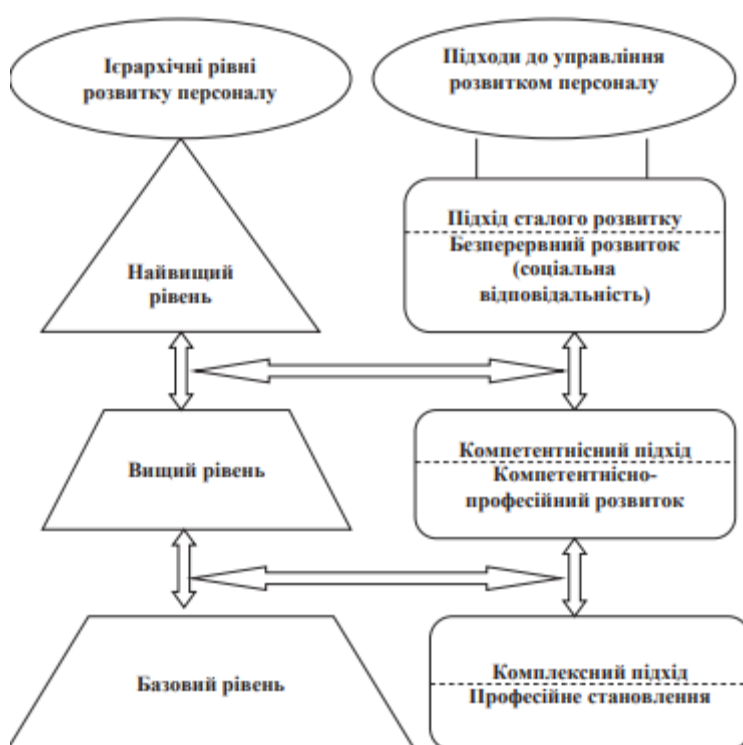 Ієрархічні рівні
розвитку персоналу
Підходи до управління
розвитком персоналу
Найвищий
рівень
Підхід сталого розвитку
Безперервний розвиток
(соціальна
відповідальність)
Вищий рівень
Компетентнісний підхід
Компетентнісно-
професійний розвиток
Базовий рівень
Комплексний підхід
Професійне становлення